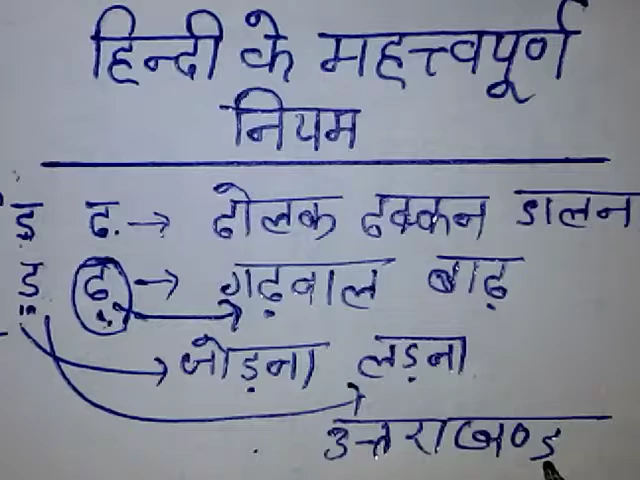 हिन्दी के महत्त्वपूर्ण
नियम
ड ढ. → ढोलक ढक्कन डालन
ड़ ढ़ → गढ़वाल बाढ़
→ जोड़ना लड़ना
उत्तराखण्ड